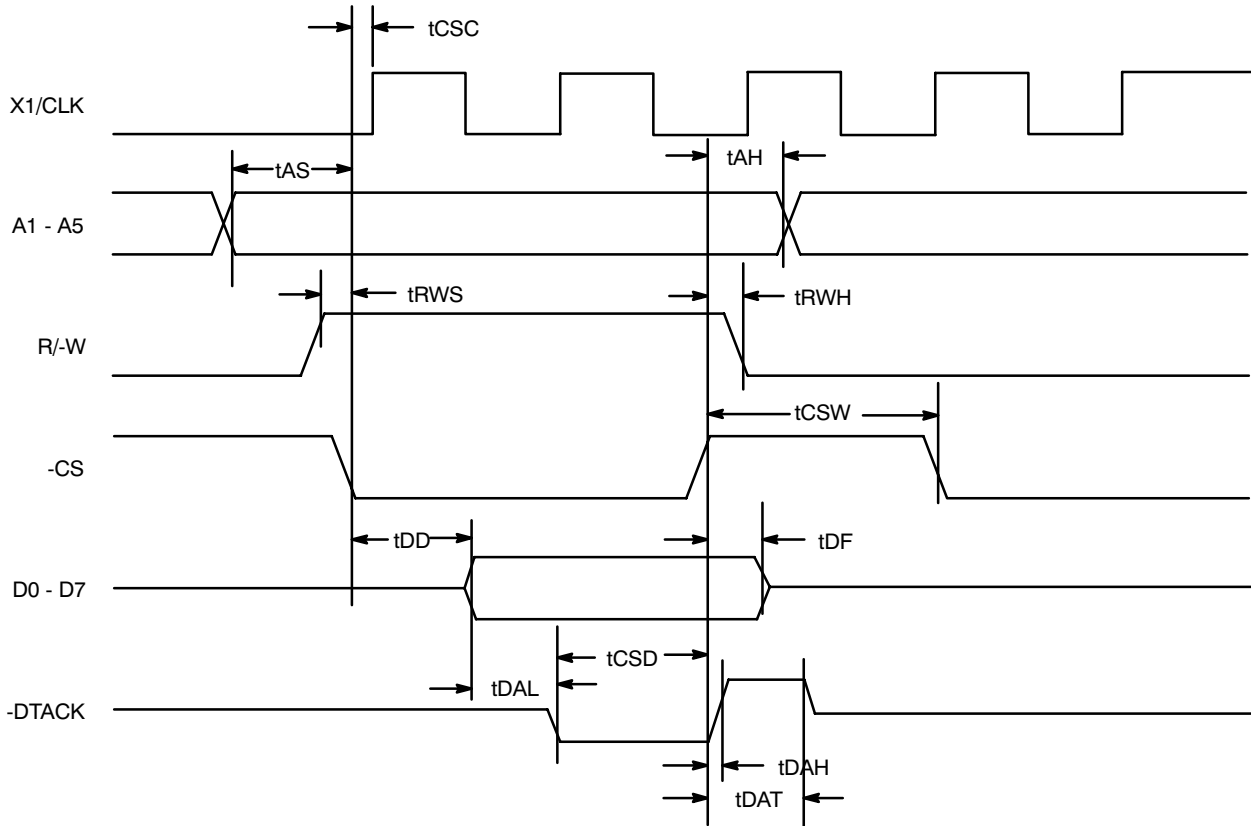 tCSC
X1/CLK
tAS
tAH
A1 - A5
tRWS
tRWH
R/-W
tCSW
-CS
tDD
tDF
D0 - D7
tCSD
tDAL
-DTACK
tDAH
tDAT